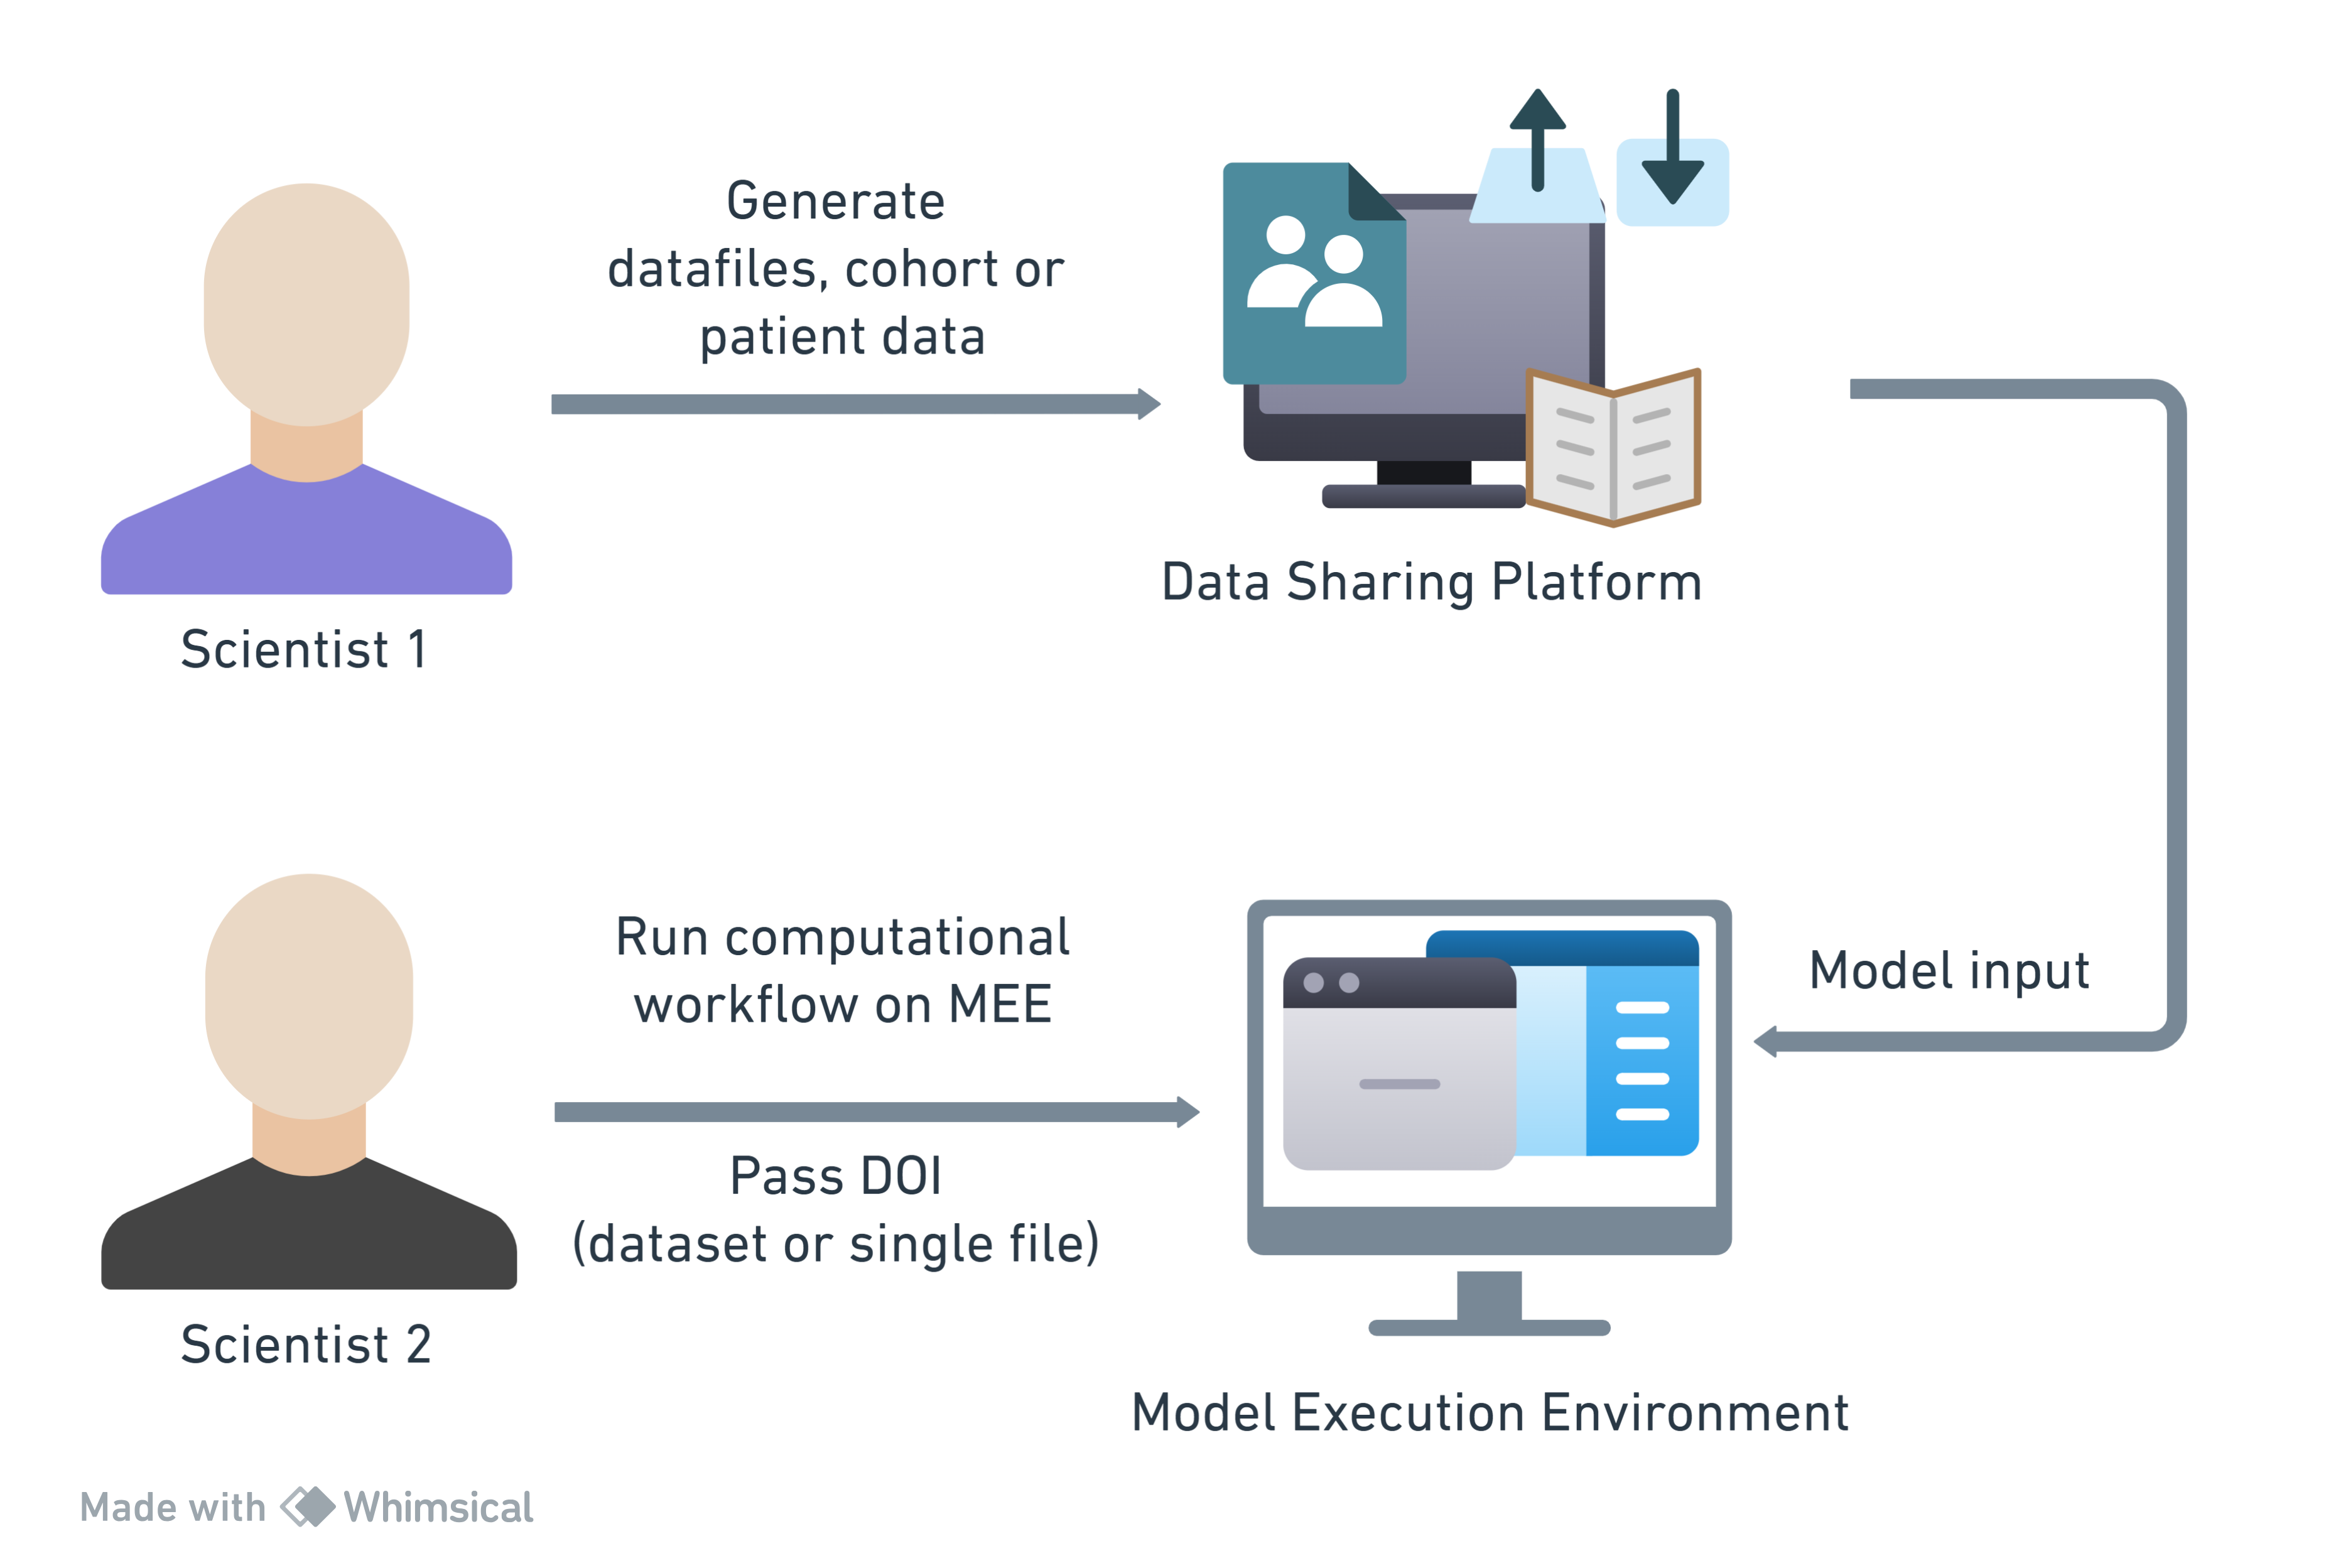 Generate
datafiles, cohort or
patient data
Scientist 1
Data Sharing Platform
Run computational
workflow on MEE
Pass DOI
(dataset or single file)
Model input
Scientist 2
Model Execution Environment
Made with Whimsical